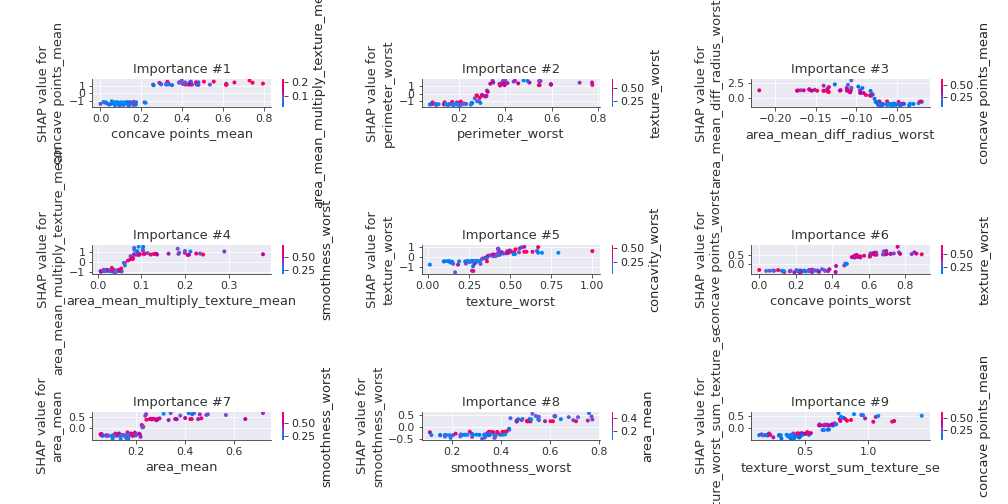 Importance #1
SHAP value for
concave points_mean
1
0
−1
0.0 0.2 0.4 0.6 0.8
concave points_mean
0.2
0.1
area_mean_multiply_texture_me
Importance #2
SHAP value for
perimeter_worst
1
0
−1
0.2 0.4 0.6 0.8
perimeter_worst
0.50
0.25
texture_worst
Importance #3
SHAP value for
area_mean_diff_radius_worst
2.5
0.0
−0.20 −0.15 −0.10 −0.05
area_mean_diff_radius_worst
0.50
0.25
concave points_mean
Importance #4
SHAP value for
area_mean_multiply_texture_mean
1
0
−1
0.0 0.1 0.2 0.3
area_mean_multiply_texture_mean
0.50
0.25
smoothness_worst
Importance #5
SHAP value for
texture_worst
1
−1
0.00 0.25 0.50 0.75 1.00
texture_worst
0.50
0.25
concavity_worst
Importance #6
SHAP value for
concave points_worst
0.5
0.0
0.0 0.2 0.4 0.6 0.8
concave points_worst
0.50
0.25
texture_worst
Importance #7
SHAP value for
area_mean
0.5
0.0
0.2 0.4 0.6
area_mean
0.50
0.25
smoothness_worst
Importance #8
SHAP value for
smoothness_worst
0.5
0.0
−0.5
0.2 0.4 0.6 0.8
smoothness_worst
0.4
0.2
area_mean
Importance #9
SHAP value for
ture_worst_sum_texture_se
0.5
0.0
0.5 1.0
texture_worst_sum_texture_se
0.50
0.25
concave points_mean